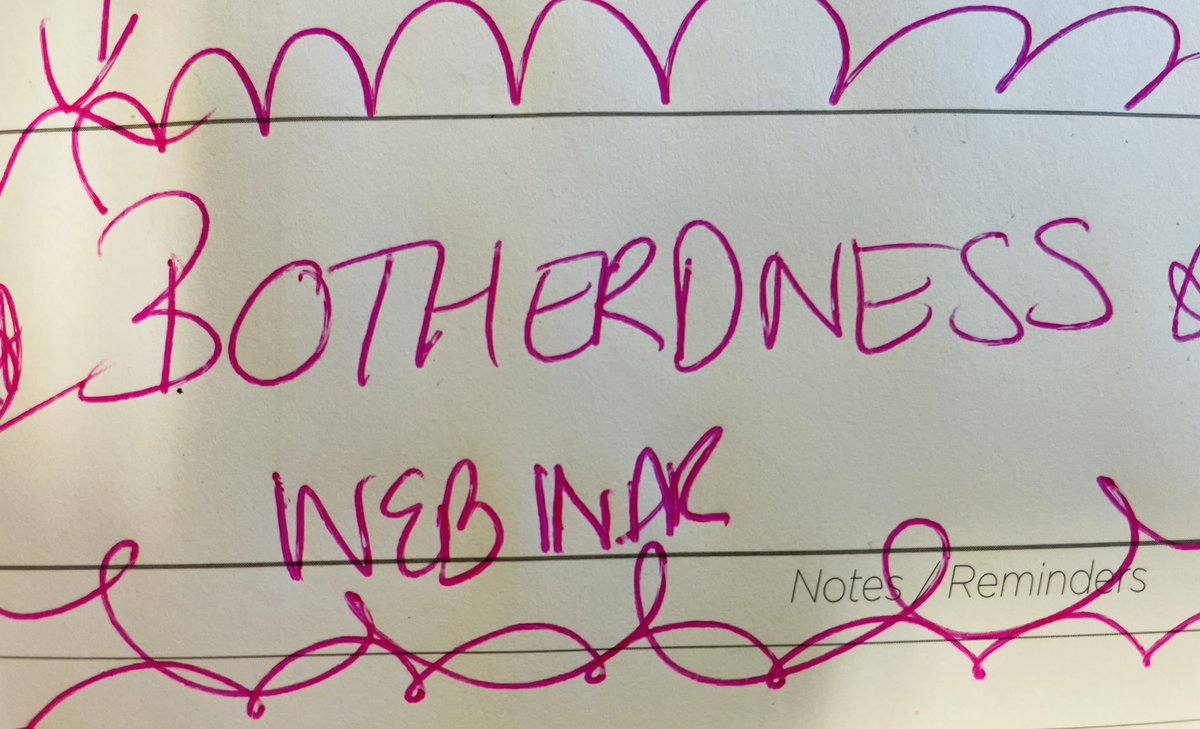 BOTHERDNESS
WEBINAR
Notes / Reminders